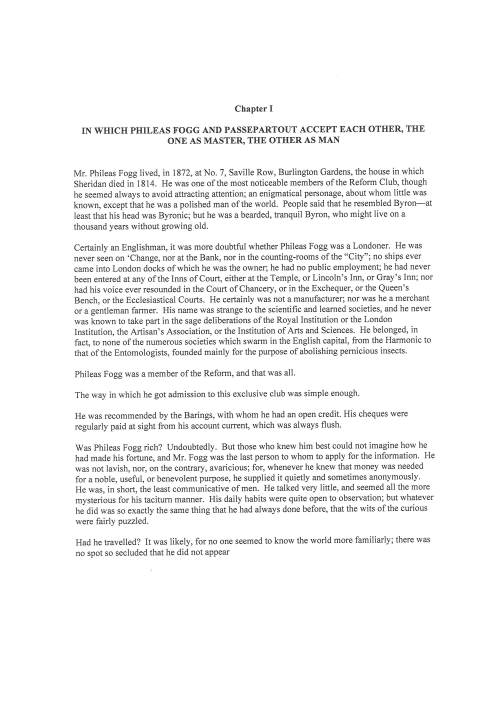 Chapter I
IN WHICH PHILEAS FOGG AND PASSEPARTOUT ACCEPT EACH OTHER, THE
ONE AS MASTER, THE OTHER AS MAN
Mr. Phileas Fogg lived, in 1872, at No. 7, Saville Row, Burlington Gardens, the house in which
Sheridan died in 1814. He was one of the most noticeable members of the Reform Club, though
he seemed always to avoid attracting attention; an enigmatical personage, about whom little was
known, except that he was a polished man of the world. People said that he resembled Byron—at
least that his head was Byronic; but he was a bearded, tranquil Byron, who might live on a
thousand years without growing old.
Certainly an Englishman, it was more doubtful whether Phileas Fogg was a Londoner. He was
never seen on 'Change, nor at the Bank, nor in the counting-rooms of the "City"; no ships ever
came into London docks of which he was the owner; he had no public employment; he had never
been entered at any of the Inns of Court, either at the Temple, or Lincoln's Inn, or Gray's Inn; nor
had his voice ever resounded in the Court of Chancery, or in the Exchequer, or the Queen's
Bench, or the Ecclesiastical Courts. He certainly was not a manufacturer; nor was he a merchant
or a gentleman farmer. His name was strange to the scientific and learned societies, and he never
was known to take part in the sage deliberations of the Royal Institution or the London
Institution, the Artisan's Association, or the Institution of Arts and Sciences. He belonged, in
fact, to none of the numerous societies which swarm in the English capital, from the Harmonic to
that of the Entomologists, founded mainly for the purpose of abolishing pernicious insects.
Phileas Fogg was a member of the Reform, and that was all.
The way in which he got admission to this exclusive club was simple enough.
He was recommended by the Barings, with whom he had an open credit. His cheques were
regularly paid at sight from his account current, which was always flush.
Was Phileas Fogg rich? Undoubtedly. But those who knew him best could not imagine how he
had made his fortune, and Mr. Fogg was the last person to whom to apply for the information. He
was not lavish, nor, on the contrary, avaricious; for, whenever he knew that money was needed
for a noble, useful, or benevolent purpose, he supplied it quietly and sometimes anonymously.
He was, in short, the least communicative of men. He talked very little, and seemed all the more
mysterious for his taciturn manner. His daily habits were quite open to observation; but whatever
he did was so exactly the same thing that he had always done before, that the wits of the curious
were fairly puzzled.
Had he travelled? It was likely, for no one seemed to know the world more familiarly; there was
no spot so secluded that he did not appear